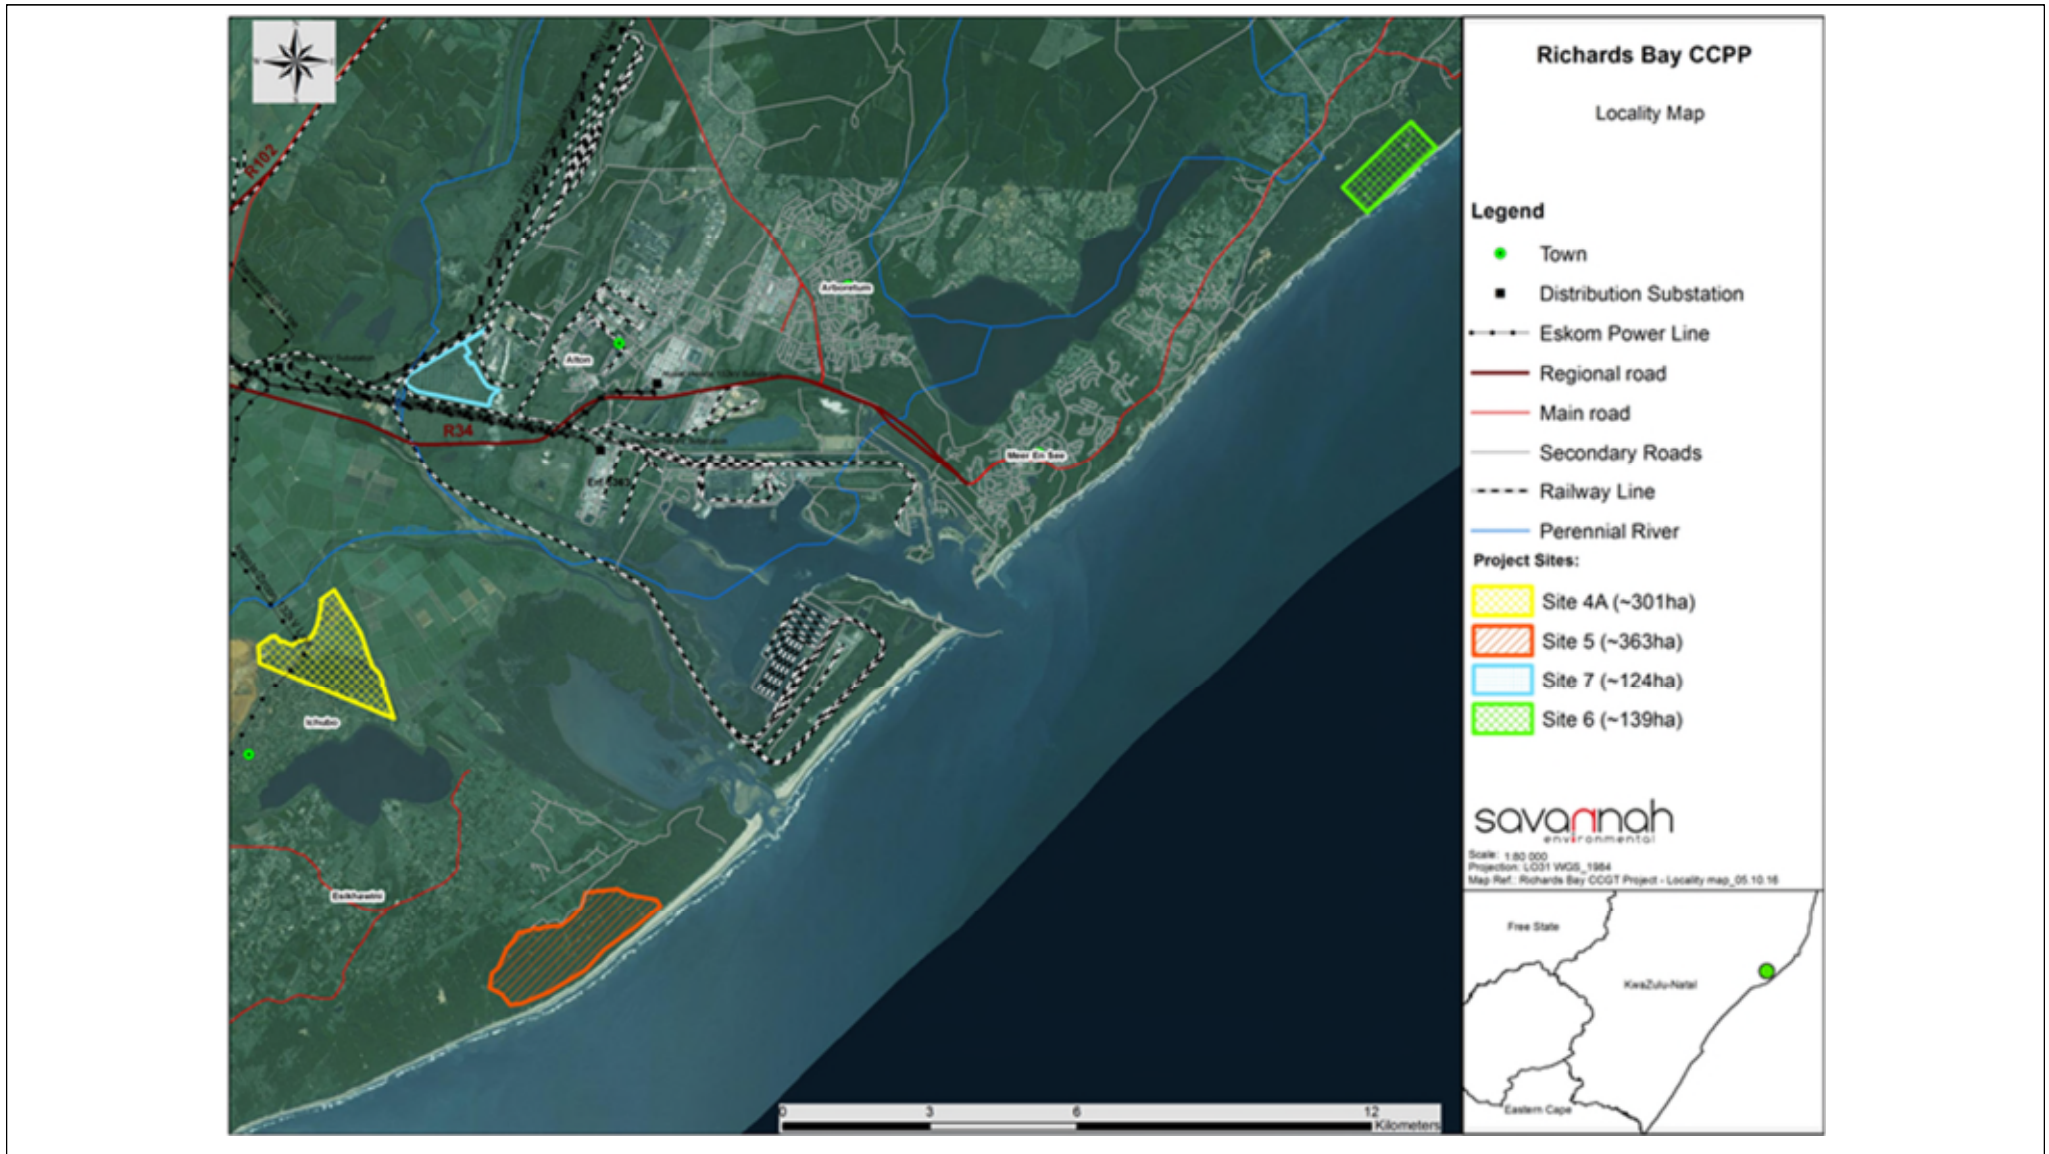 Richards Bay CCPP
Locality Map
Legend
Town
Distribution Substation
Eskom Power Line
Regional road
Main road
Secondary Roads
Railway Line
Perennial River
Project Sites:
Site 4A (~301ha)
Site 5 (~363ha)
Site 7 (~124ha)
Site 6 (~139ha)
savannah
environmental
Scale: 1:60 000
Projection: LO31 WGS_1984
Map Ref.: Richards Bay CCGT Project - Locality map_05.10.16
Free State
KwaZulu-Natal
Eastern Cape
R102
Arboretum
Alton
R34
Meer En See
Ichubo
Esikhawini
0 3 6 12
Kilometers